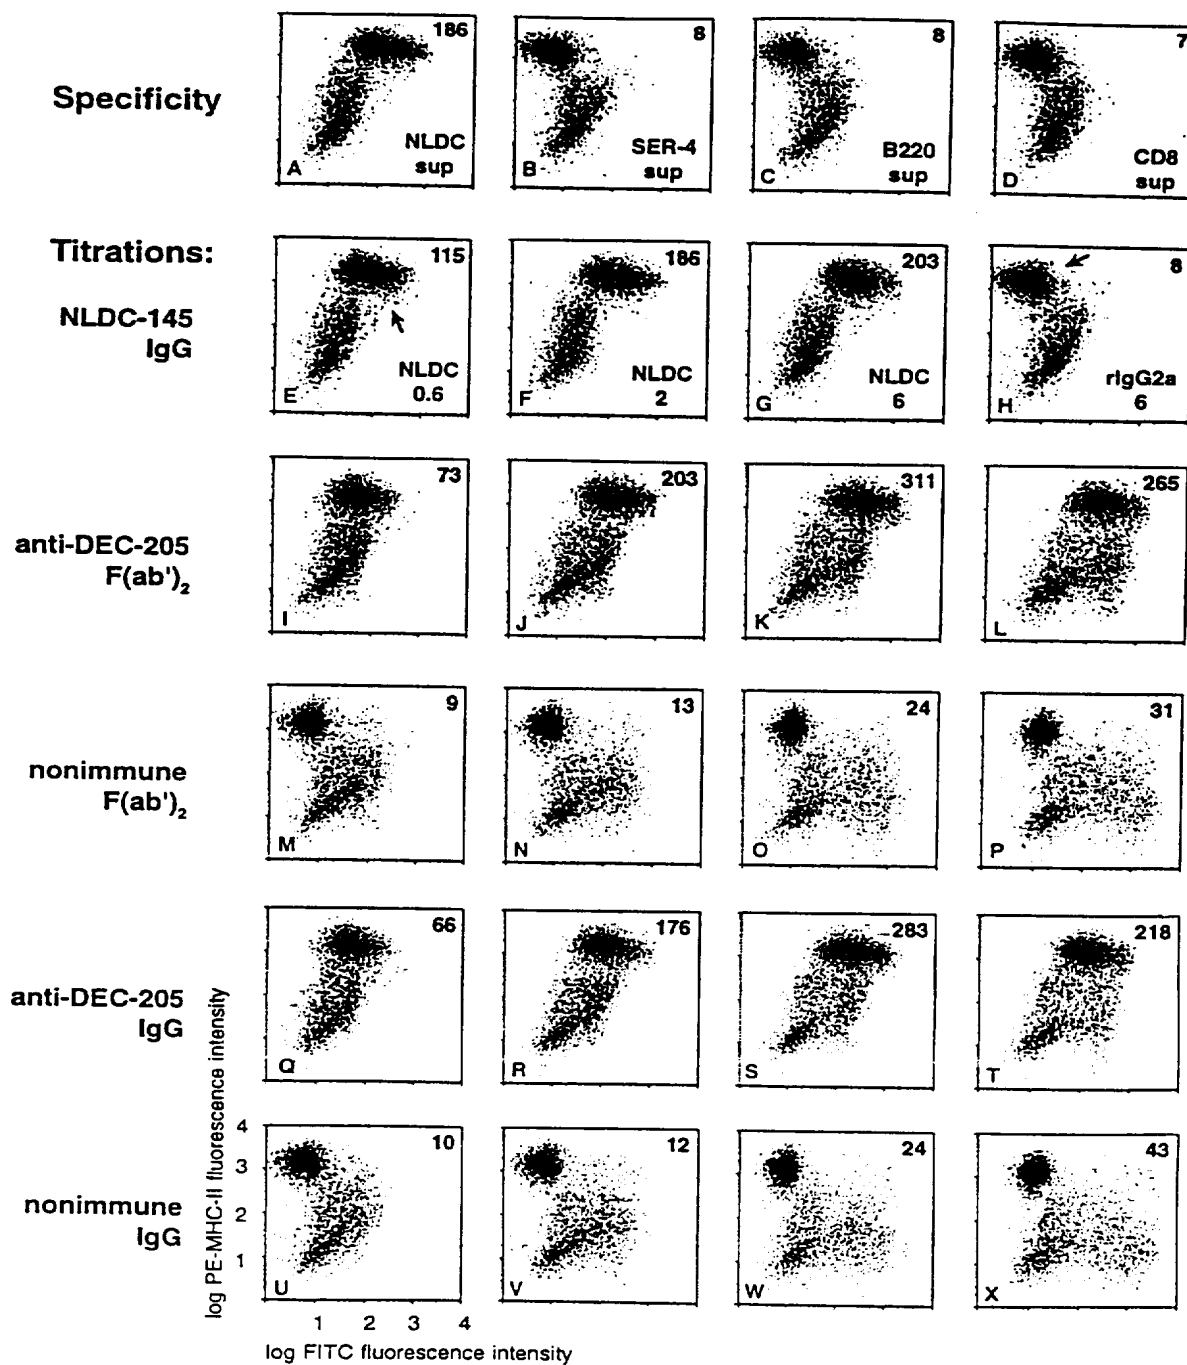 Specificity
186
A
NLDC
sup
8
B
SER-4
sup
8
C
B220
sup
7
D
CD8
sup
Titrations:
NLDC-145
IgG
115
E
NLDC
0.6
186
F
NLDC
2
203
G
NLDC
6
8
H
rIgG2a
6
anti-DEC-205
F(ab')₂
73
I
203
J
311
K
265
L
nonimmune
F(ab')₂
9
M
13
N
24
O
31
P
anti-DEC-205
IgG
66
Q
176
R
283
S
218
T
nonimmune
IgG
log PE-MHC-II fluorescence intensity
4
3
2
1
10
U
12
V
24
W
43
X
1 2 3 4
log FITC fluorescence intensity